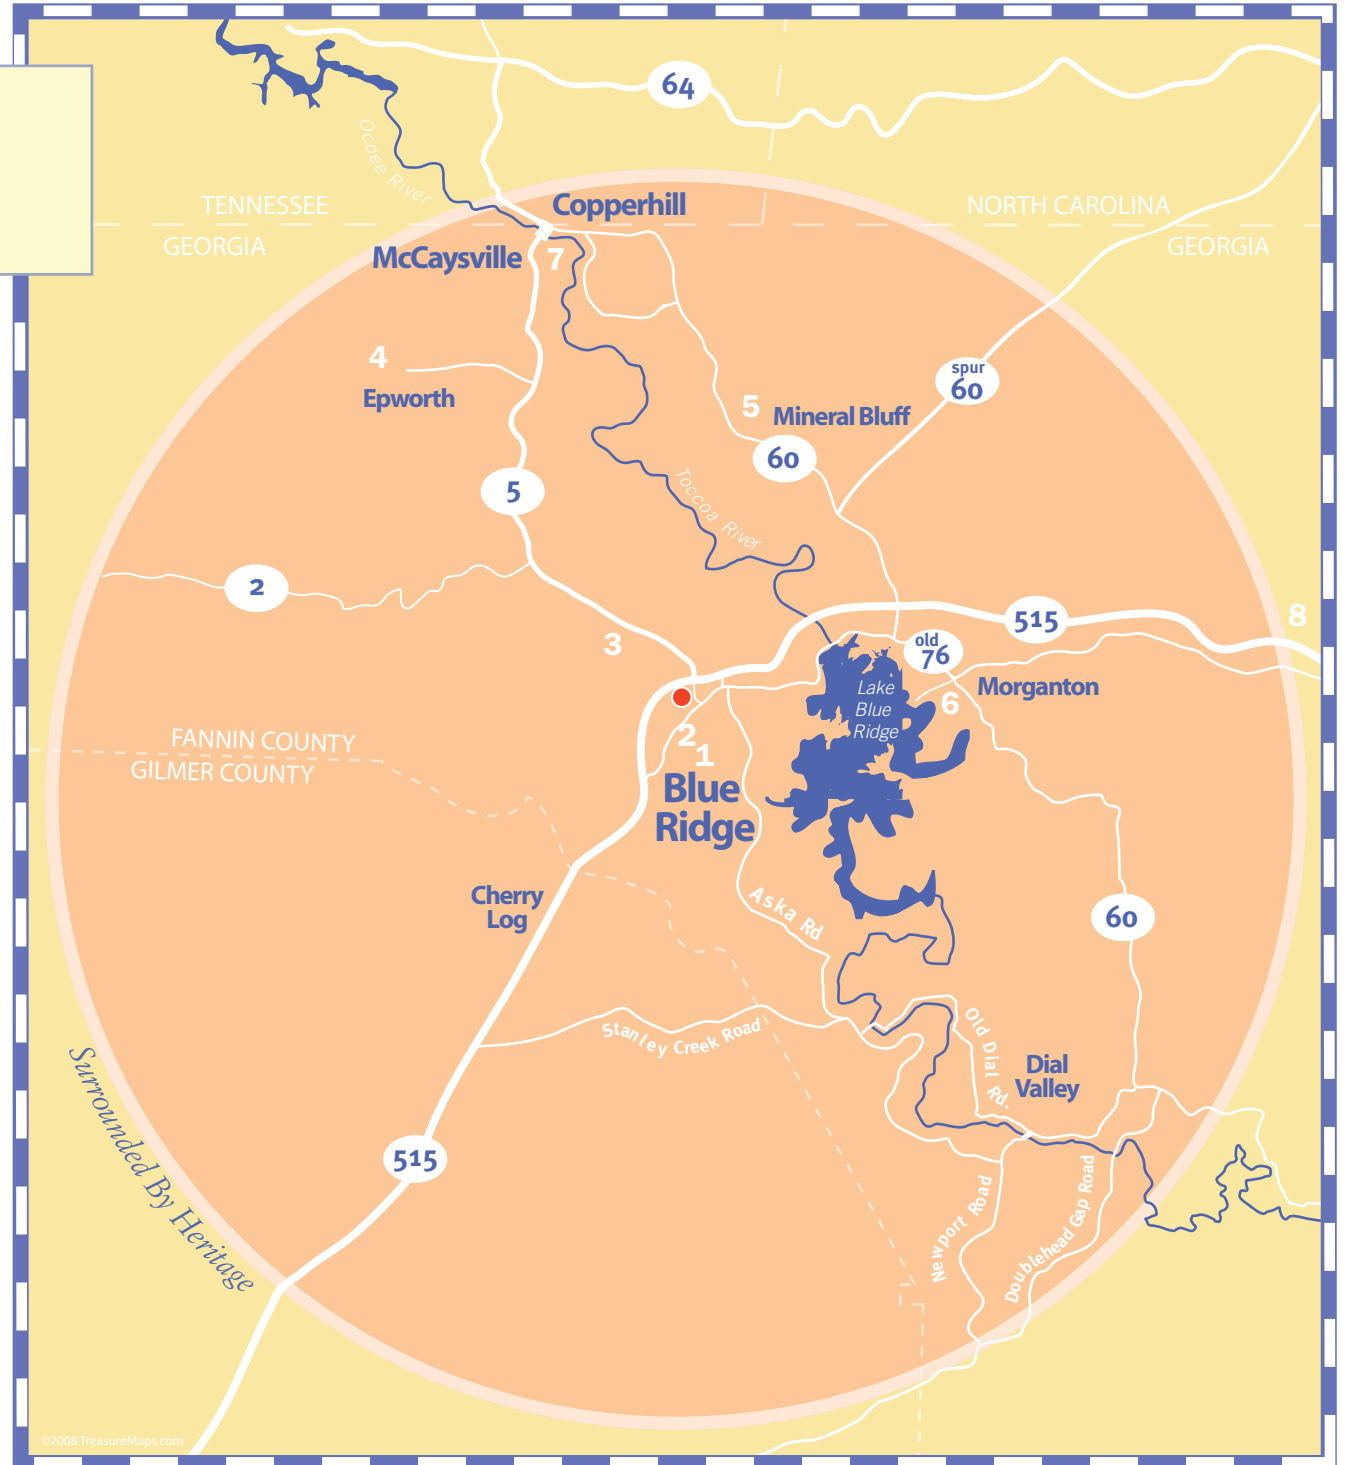 64
Ocoee River
TENNESSEE
NORTH CAROLINA
Copperhill
GEORGIA
GEORGIA
McCaysville
7
4
Epworth
spur
60
5
Mineral Bluff
60
5
Toccoa River
2
515
8
3
old
76
Lake
Blue
Ridge
Morganton
6
2
1
FANNIN COUNTY
GILMER COUNTY
Blue
Ridge
Cherry
Log
Aska Rd
60
Stanley Creek Road
Old Dial Rd.
Dial
Valley
Surrounded By Heritage
515
Newport Road
Doublehead Gap Road
©2008 TreasureMaps.com